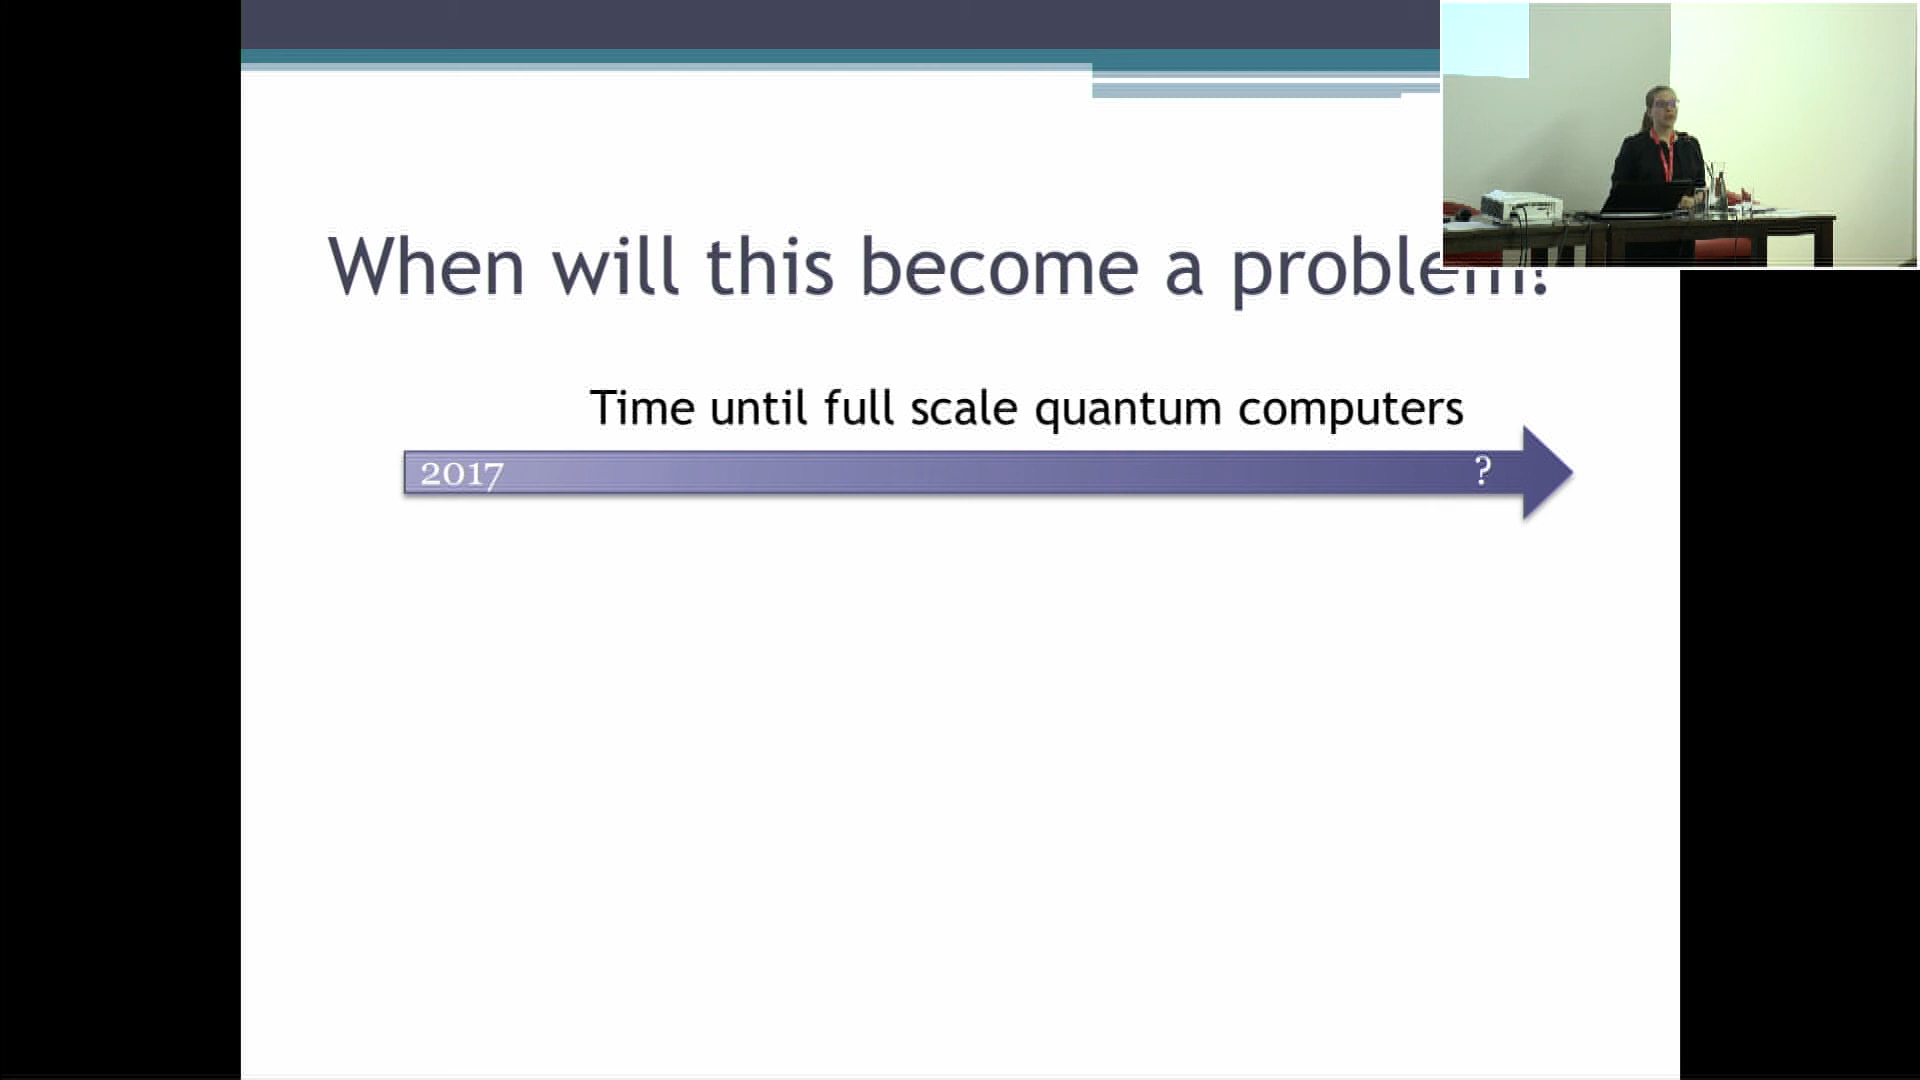 When will this become a problem?
Time until full scale quantum computers
2017
?